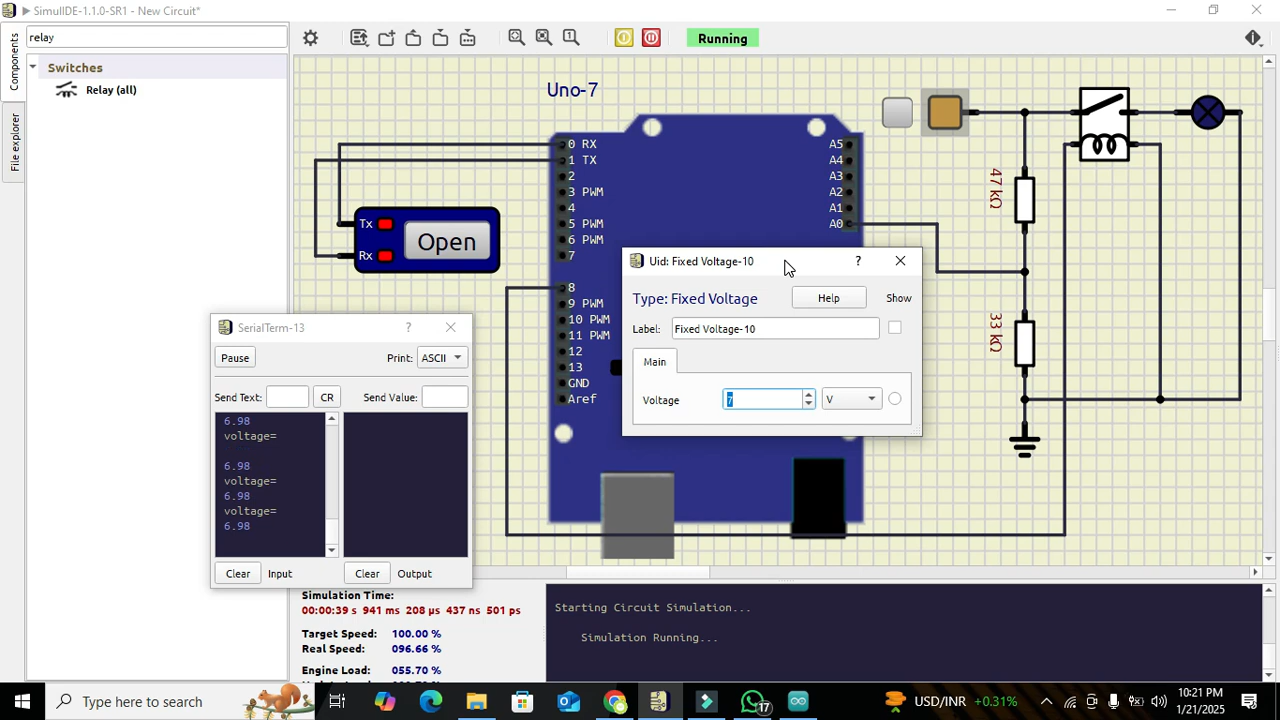 SimulIDE-1.1.0-SR1 - New Circuit*
Components
File explorer
relay
Switches
Relay (all)
Running
Uno-7
0 RX
1 TX
2
3 PWM
4
5 PWM
6 PWM
7
8
9 PWM
10 PWM
11 PWM
12
13
GND
Aref
A5
A4
A3
A2
A1
A0
Tx
Rx
Open
47 kΩ
33 kΩ
Uid: Fixed Voltage-10
?
Type: Fixed Voltage
Help
Show
Label:
Fixed Voltage-10
Main
Voltage
7
V
SerialTerm-13
?
Pause
Print:
ASCII
Send Text:
CR
Send Value:
6.98
voltage=
6.98
voltage=
6.98
voltage=
6.98
Clear
Input
Clear
Output
Simulation Time:
00:00:39 s 941 ms 208 µs 437 ns 501 ps
Target Speed: 100.00 %
Real Speed: 096.66 %
Engine Load: 055.70 %
Starting Circuit Simulation...
Simulation Running...
Type here to search
17
USD/INR +0.31%
10:21 PM
1/21/2025